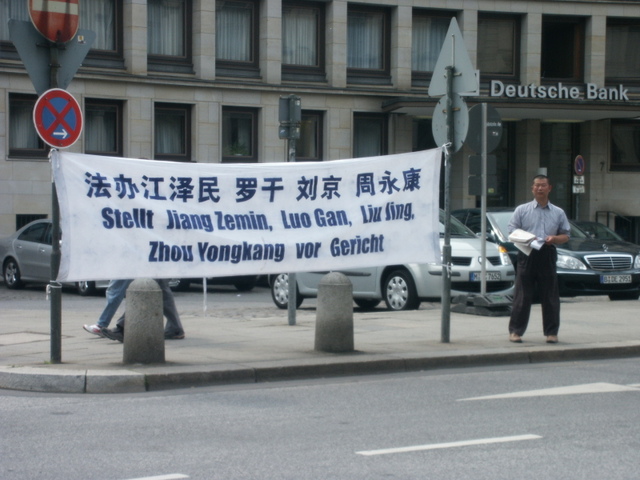 Deutsche Bank
法办江泽民 罗干 刘京 周永康
Stellt Jiang Zemin, Luo Gan, Liu Jing,
Zhou Yongkang vor Gericht